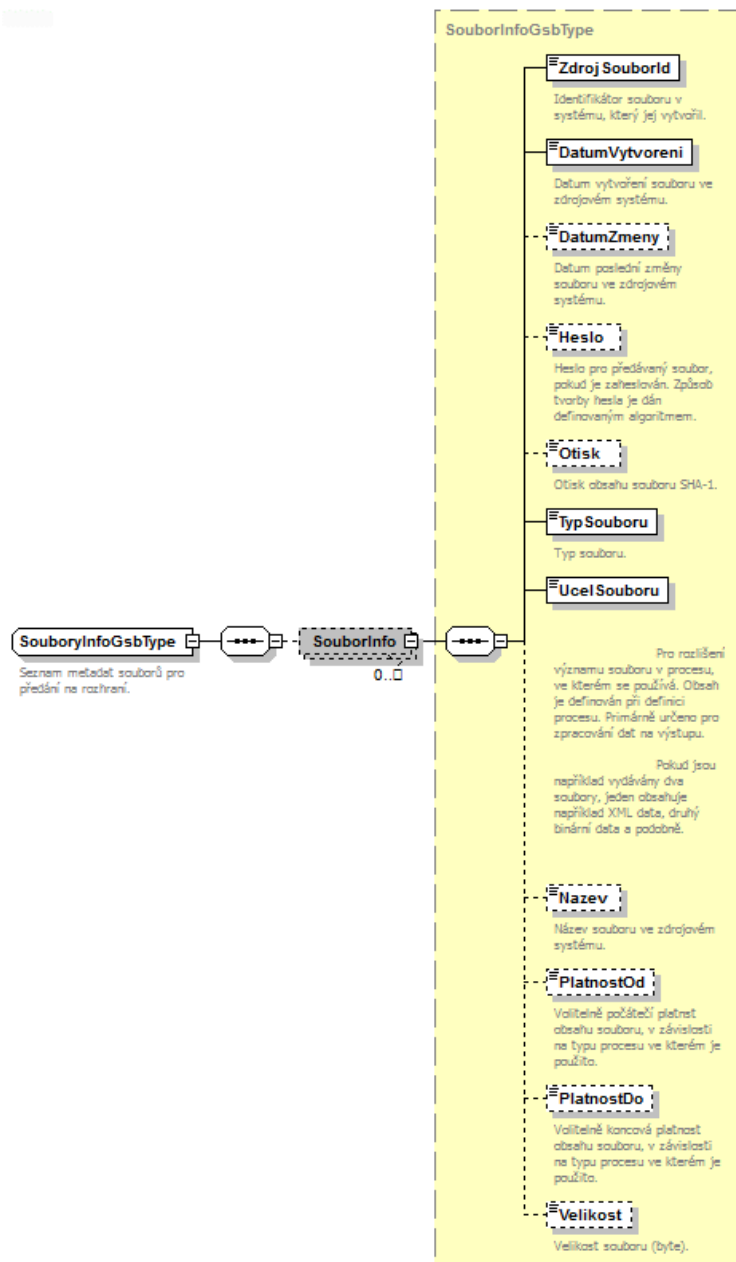 SouborInfoGsbType
ZdrojSouborId
Identifikátor souboru v
systému, který jej vytvořil.
DatumVytvoreni
Datum vytvoření souboru ve
zdrojovém systému.
DatumZmeny
Datum poslední změny
souboru ve zdrojovém
systému.
Heslo
Heslo pro předávaný soubor,
pokud je zaheslován. Způsob
tvorby hesla je dán
definovaným algoritmem.
Otisk
Otisk obsahu souboru SHA-1.
TypSouboru
Typ souboru.
UcelSouboru
Pro rozlišení
významu souboru v procesu,
ve kterém se používá. Obsah
je definován při definici
procesu. Primárně určeno pro
zpracování dat na výstupu.
Pokud jsou
například vydávány dva
soubory, jeden obsahuje
například XML data, druhý
binární data a podobně.
SouboryInfoGsbType
Seznam metadat souborů pro
předání na rozhraní.
SouborInfo
0..□
Nazev
Název souboru ve zdrojovém
systému.
PlatnostOd
Volitelně počátečí platnst
obsahu souboru, v závislosti
na typu procesu ve kterém je
použito.
PlatnostDo
Volitelně koncová platnost
obsahu souboru, v závislosti
na typu procesu ve kterém je
použito.
Velikost
Velikost souboru (byte).